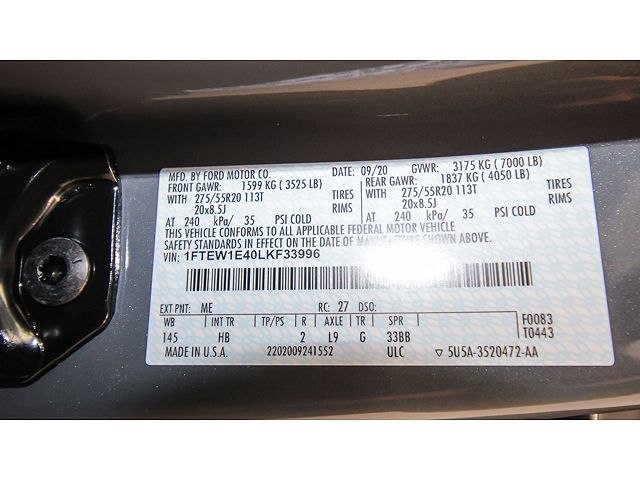 MFD. BY FORD MOTOR CO. DATE: 09/20 GVWR: 3175 KG ( 7000 LB)
FRONT GAWR: 1599 KG ( 3525 LB) REAR GAWR: 1837 KG ( 4050 LB)
WITH 275/55R20 113T TIRES WITH 275/55R20 113T TIRES
20x8.5J RIMS 20x8.5J RIMS
AT 240 kPa/ 35 PSI COLD AT 240 kPa/ 35 PSI COLD
THIS VEHICLE CONFORMS TO ALL APPLICABLE FEDERAL MOTOR VEHICLE
SAFETY STANDARDS IN EFFECT ON THE DATE OF SHOWN ABOVE.
VIN: 1FTEW1E40LKF33996
EXT PNT: ME RC: 27 DSO:
WB INT TR TP/PS R AXLE TR SPR F0083
145 HB 2 L9 G 33BB T0443
MADE IN U.S.A. 2202009241552 ULC 5U5A-3520472-AA